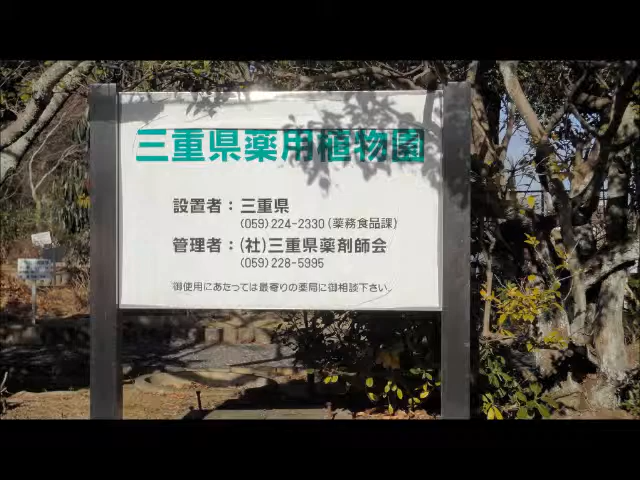 三重県薬用植物園
設置者：三重県
(059)224-2330(薬務食品課)
管理者：(社)三重県薬剤師会
(059)228-5995
御使用にあたっては最寄りの薬局に御相談下さい。